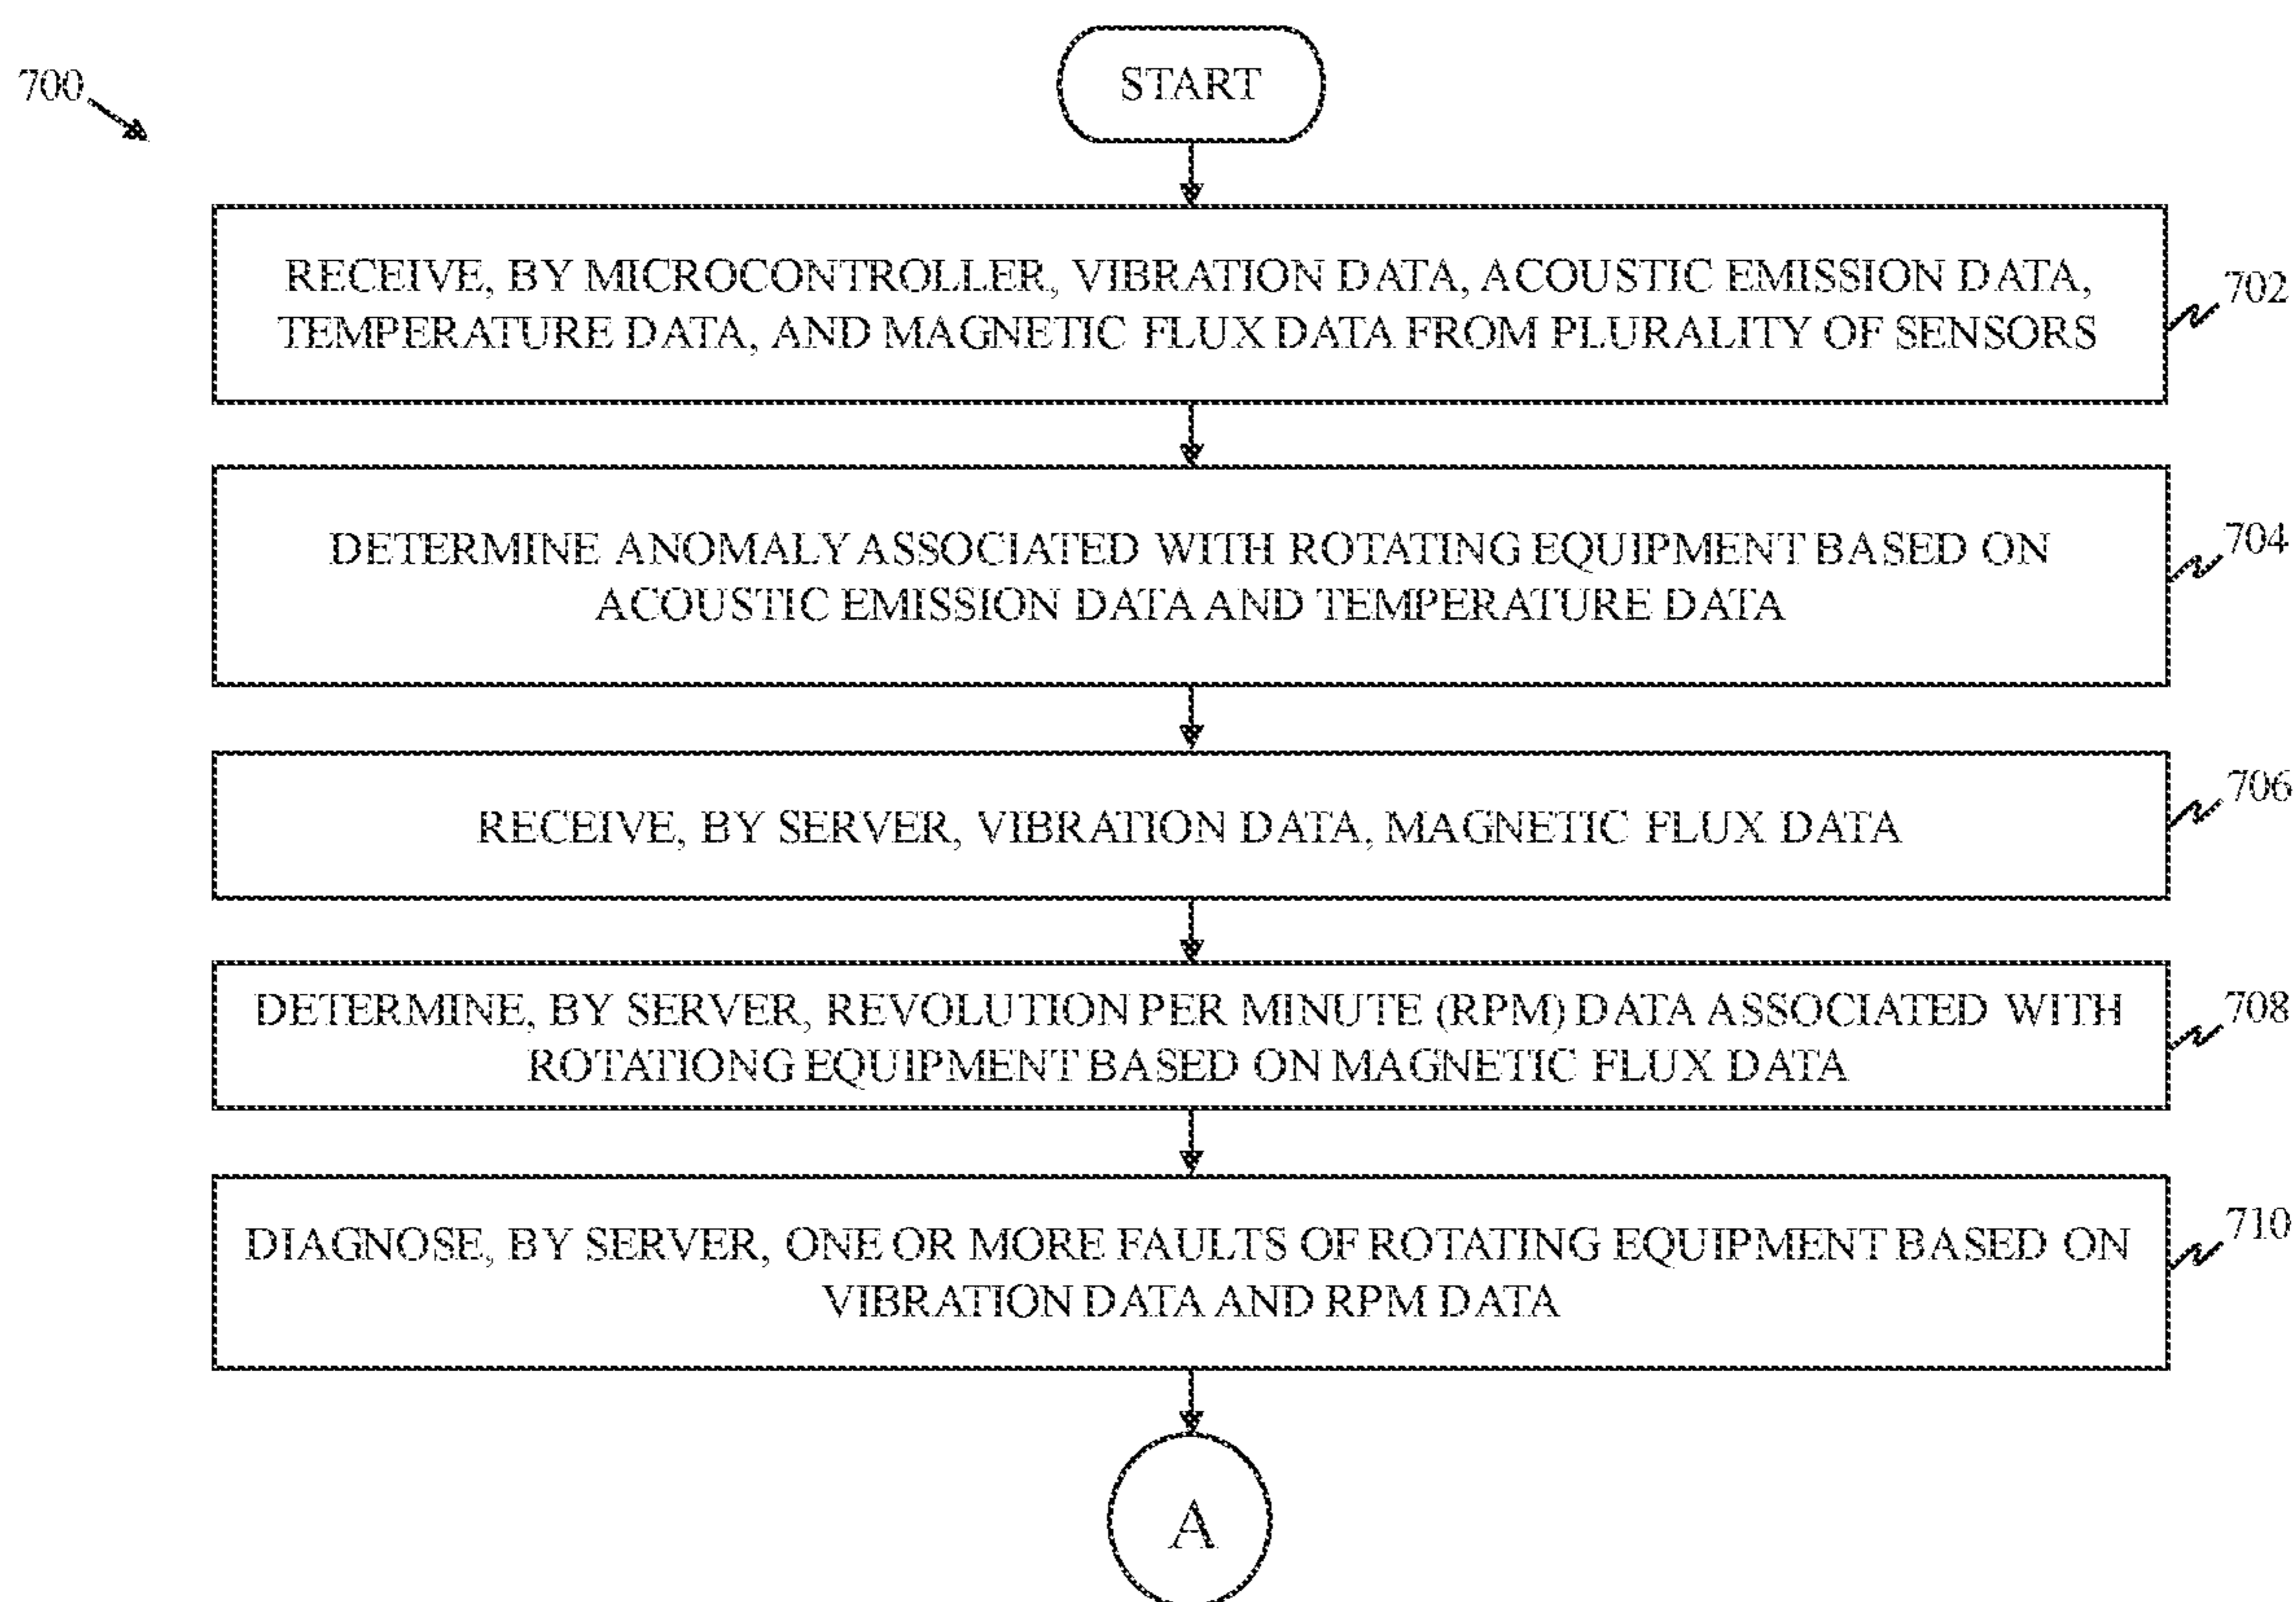 700
START
RECEIVE, BY MICROCONTROLLER, VIBRATION DATA, ACOUSTIC EMISSION DATA,
TEMPERATURE DATA, AND MAGNETIC FLUX DATA FROM PLURALITY OF SENSORS
702
DETERMINE ANOMALY ASSOCIATED WITH ROTATING EQUIPMENT BASED ON
ACOUSTIC EMISSION DATA AND TEMPERATURE DATA
704
RECEIVE, BY SERVER, VIBRATION DATA, MAGNETIC FLUX DATA
706
DETERMINE, BY SERVER, REVOLUTION PER MINUTE (RPM) DATA ASSOCIATED WITH
ROTATIONG EQUIPMENT BASED ON MAGNETIC FLUX DATA
708
DIAGNOSE, BY SERVER, ONE OR MORE FAULTS OF ROTATING EQUIPMENT BASED ON
VIBRATION DATA AND RPM DATA
710
A